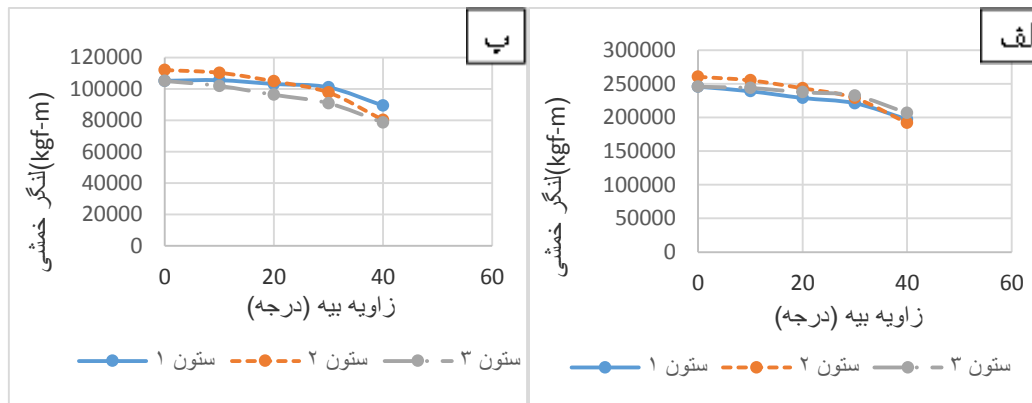 ب
120000
100000
80000
60000
40000
20000
0
0 20 40 60
لنگر خمشی(kgf-m)
زاویه بیه (درجه)
ستون ۱ ستون ۲ ستون ۳
لف
300000
250000
200000
150000
100000
50000
0
0 20 40 60
لنگر خمشی(kgf-m)
زاویه بیه (درجه)
ستون ۱ ستون ۲ ستون ۳